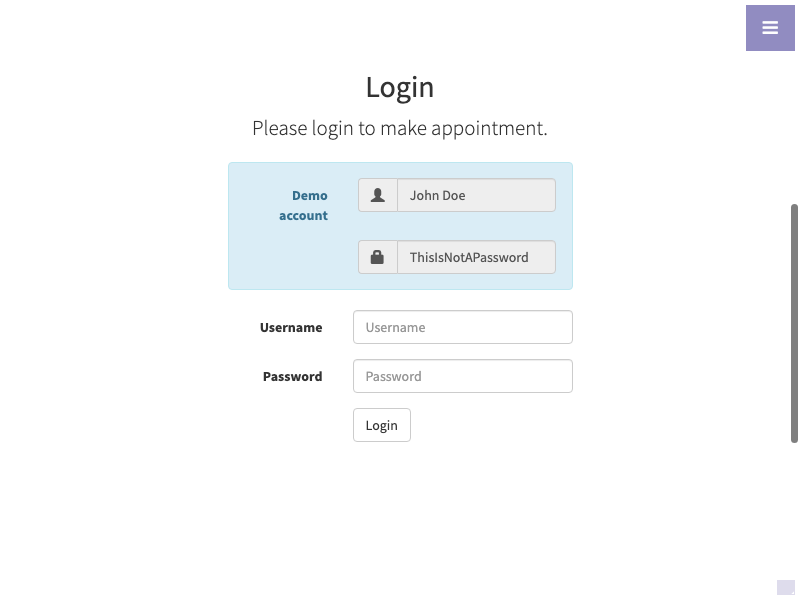 Login
Please login to make appointment.
Demo account
John Doe
ThisIsNotAPassword
Username
Username
Password
Password
Login